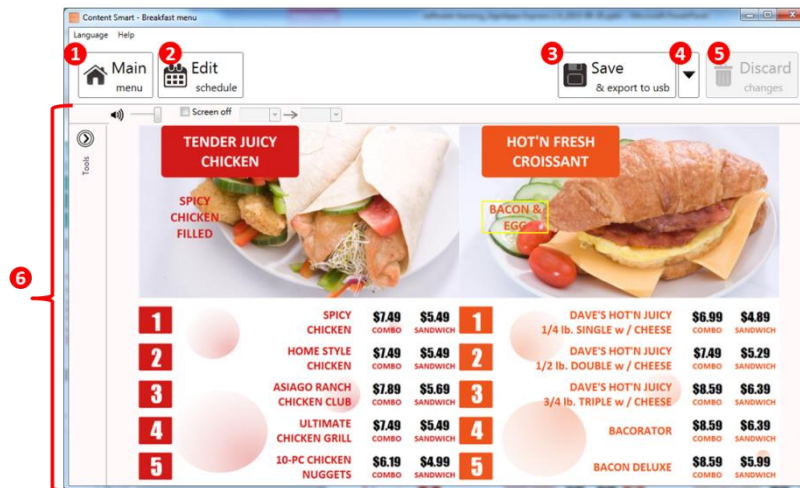 Content Smart - Breakfast menu
Language Help
1 Main menu
2 Edit schedule
3 Save & export to usb
4
5 Discard changes
6
Screen off
Tools
TENDER JUICY
CHICKEN
HOT'N FRESH
CROISSANT
SPICY
CHICKEN
FILLED
BACON &
EGG
1 SPICY $7.49 $5.49
CHICKEN COMBO SANDWICH
2 HOME STYLE $7.49 $5.49
CHICKEN COMBO SANDWICH
3 ASIAGO RANCH $7.89 $5.69
CHICKEN CLUB COMBO SANDWICH
4 ULTIMATE $7.49 $5.49
CHICKEN GRILL COMBO SANDWICH
5 10-PC CHICKEN $6.19 $4.99
NUGGETS COMBO SANDWICH
1 DAVE'S HOT'N JUICY $6.99 $4.89
1/4 lb. SINGLE w / CHEESE COMBO SANDWICH
2 DAVE'S HOT'N JUICY $7.49 $5.29
1/2 lb. DOUBLE w / CHEESE COMBO SANDWICH
3 DAVE'S HOT'N JUICY $8.59 $6.39
3/4 lb. TRIPLE w / CHEESE COMBO SANDWICH
4 BACORATOR $8.59 $6.39
COMBO SANDWICH
5 BACON DELUXE $8.59 $5.99
COMBO SANDWICH